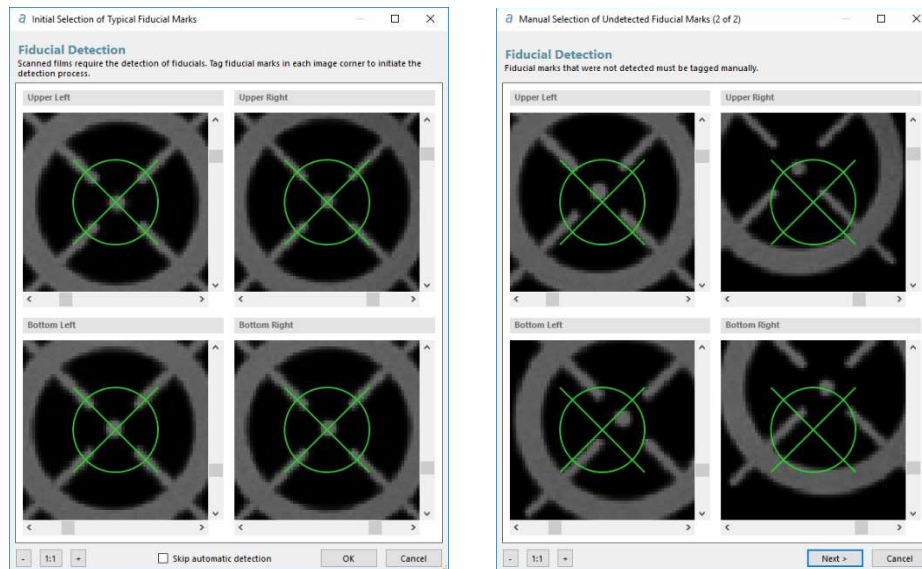 Initial Selection of Typical Fiducial Marks
Fiducial Detection
Scanned films require the detection of fiducials. Tag fiducial marks in each image corner to initiate the
detection process.
Upper Left
Upper Right
Bottom Left
Bottom Right
-
1:1
+
Skip automatic detection
OK
Cancel
Manual Selection of Undetected Fiducial Marks (2 of 2)
Fiducial Detection
Fiducial marks that were not detected must be tagged manually.
Upper Left
Upper Right
Bottom Left
Bottom Right
-
1:1
+
Next >
Cancel